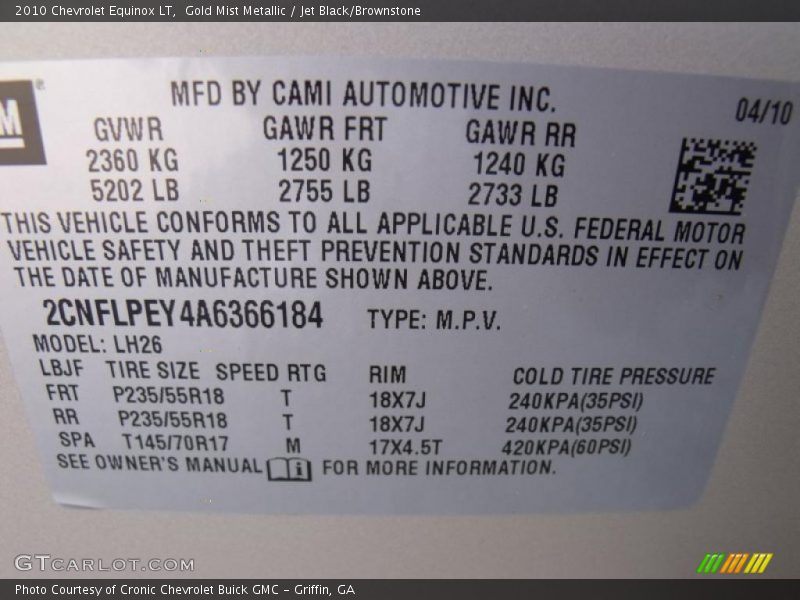 2010 Chevrolet Equinox LT,  Gold Mist Metallic / Jet Black/Brownstone
M ®
MFD BY CAMI AUTOMOTIVE INC.
04/10
GVWR GAWR FRT GAWR RR
2360 KG 1250 KG 1240 KG
5202 LB 2755 LB 2733 LB
THIS VEHICLE CONFORMS TO ALL APPLICABLE U.S. FEDERAL MOTOR
VEHICLE SAFETY AND THEFT PREVENTION STANDARDS IN EFFECT ON
THE DATE OF MANUFACTURE SHOWN ABOVE.
2CNFLPEY4A6366184 TYPE: M.P.V.
MODEL: LH26
LBJF TIRE SIZE SPEED RTG RIM COLD TIRE PRESSURE
FRT P235/55R18 T 18X7J 240KPA(35PSI)
RR P235/55R18 T 18X7J 240KPA(35PSI)
SPA T145/70R17 M 17X4.5T 420KPA(60PSI)
SEE OWNER'S MANUAL i FOR MORE INFORMATION.
GTCARLOT.COM
Photo Courtesy of Cronic Chevrolet Buick GMC – Griffin, GA